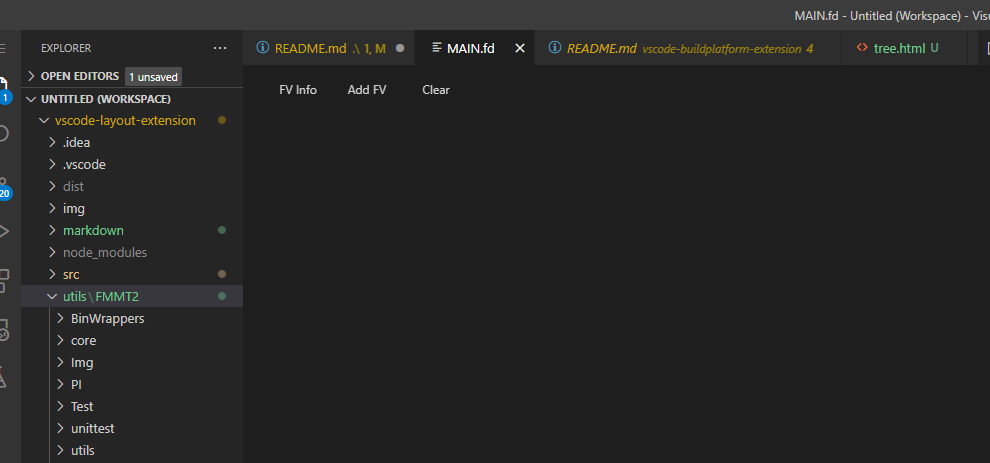 MAIN.fd - Untitled (Workspace) - Visu
EXPLORER ···
README.md .\ 1, M
MAIN.fd
README.md vscode-buildplatform-extension 4
tree.html U
OPEN EDITORS 1 unsaved
FV Info Add FV Clear
1
UNTITLED (WORKSPACE)
vscode-layout-extension
.idea
.vscode
dist
20
img
markdown
node_modules
src
utils\FMMT2
BinWrappers
core
Img
PI
Test
unittest
utils